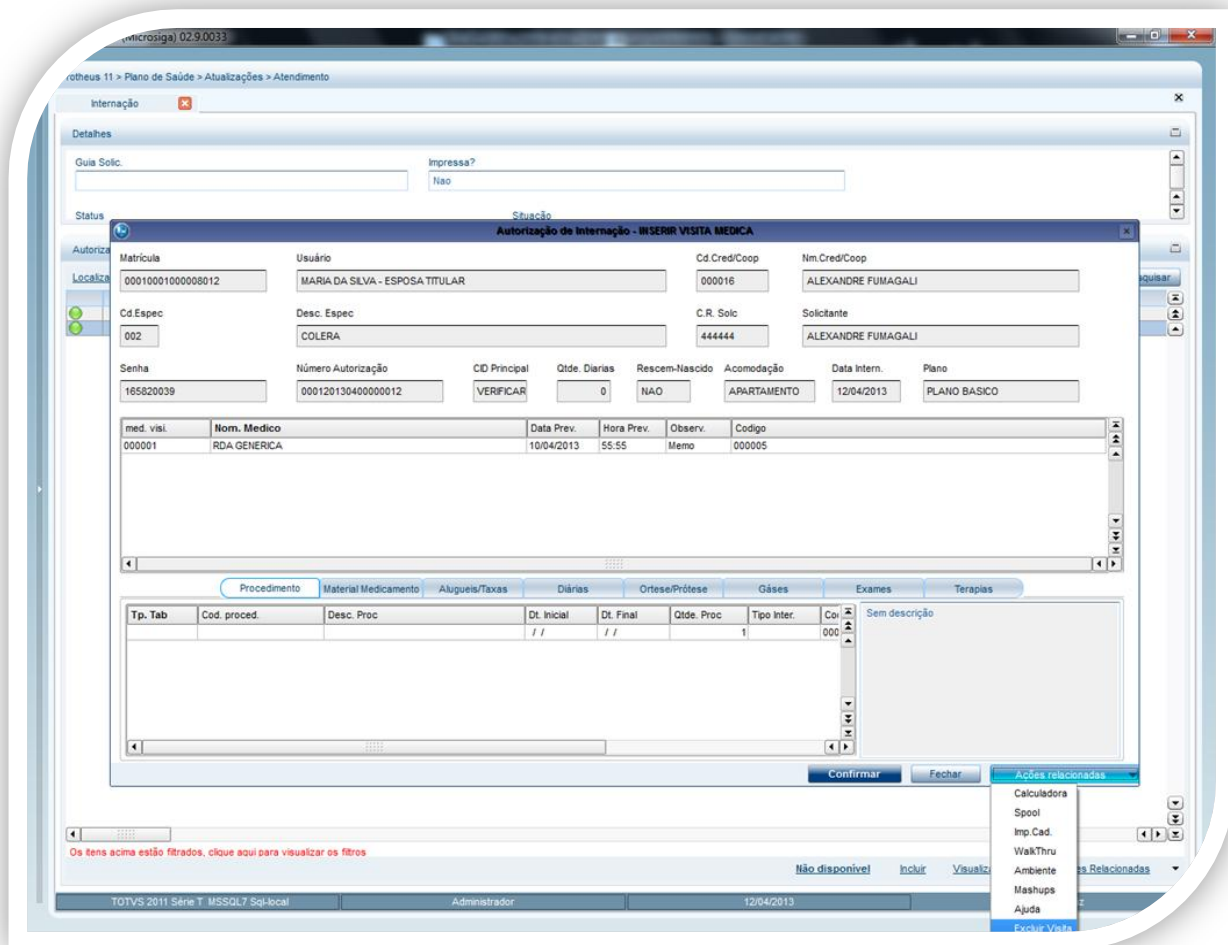 (Microsiga) 02.9.0033
rotheus 11 > Plano de Saúde > Atualizações > Atendimento
Internação
Detalhes
Guia Solic. Impressa?
Nao
Status Situação
Autorização de Internação - INSERIR VISITA MEDICA
Autoriza
Localiza
quisar
Matrícula Usuário Cd.Cred/Coop Nm.Cred/Coop
00010001000008012 MARIA DA SILVA - ESPOSA TITULAR 000016 ALEXANDRE FUMAGALI
Cd.Espec Desc. Espec C.R. Solc Solicitante
002 COLERA 444444 ALEXANDRE FUMAGALI
Senha Número Autorização CID Principal Qtde. Diarias Rescem-Nascido Acomodação Data Intern. Plano
165820039 000120130400000012 VERIFICAR 0 NAO APARTAMENTO 12/04/2013 PLANO BASICO
med. visi. Nom. Medico Data Prev. Hora Prev. Observ. Codigo
000001 RDA GENERICA 10/04/2013 55:55 Memo 000005
Procedimento Material Medicamento Alugueis/Taxas Diárias Ortese/Prótese Gáses Exames Terapias
Tp. Tab Cod. proced. Desc. Proc Dt. Inicial Dt. Final Qtde. Proc Tipo Inter. Co
/ / / / 1 000
Sem descrição
Confirmar Fechar Ações relacionadas
Calculadora
Spool
Imp.Cad.
WalkThru
Ambiente
Mashups
Ajuda
Excluir Visita
Os itens acima estão filtrados, clique aqui para visualizar os filtros
Não disponível Incluir Visualiza es Relacionadas
TOTVS 2011 Série T MSSQL7 Sql-local Administrador 12/04/2013